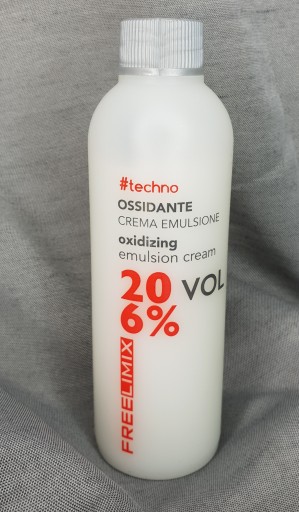 #techno
OSSIDANTE
CREMA EMULSIONE
oxidizing
emulsion cream
20 VOL
6%
FREELIMIX